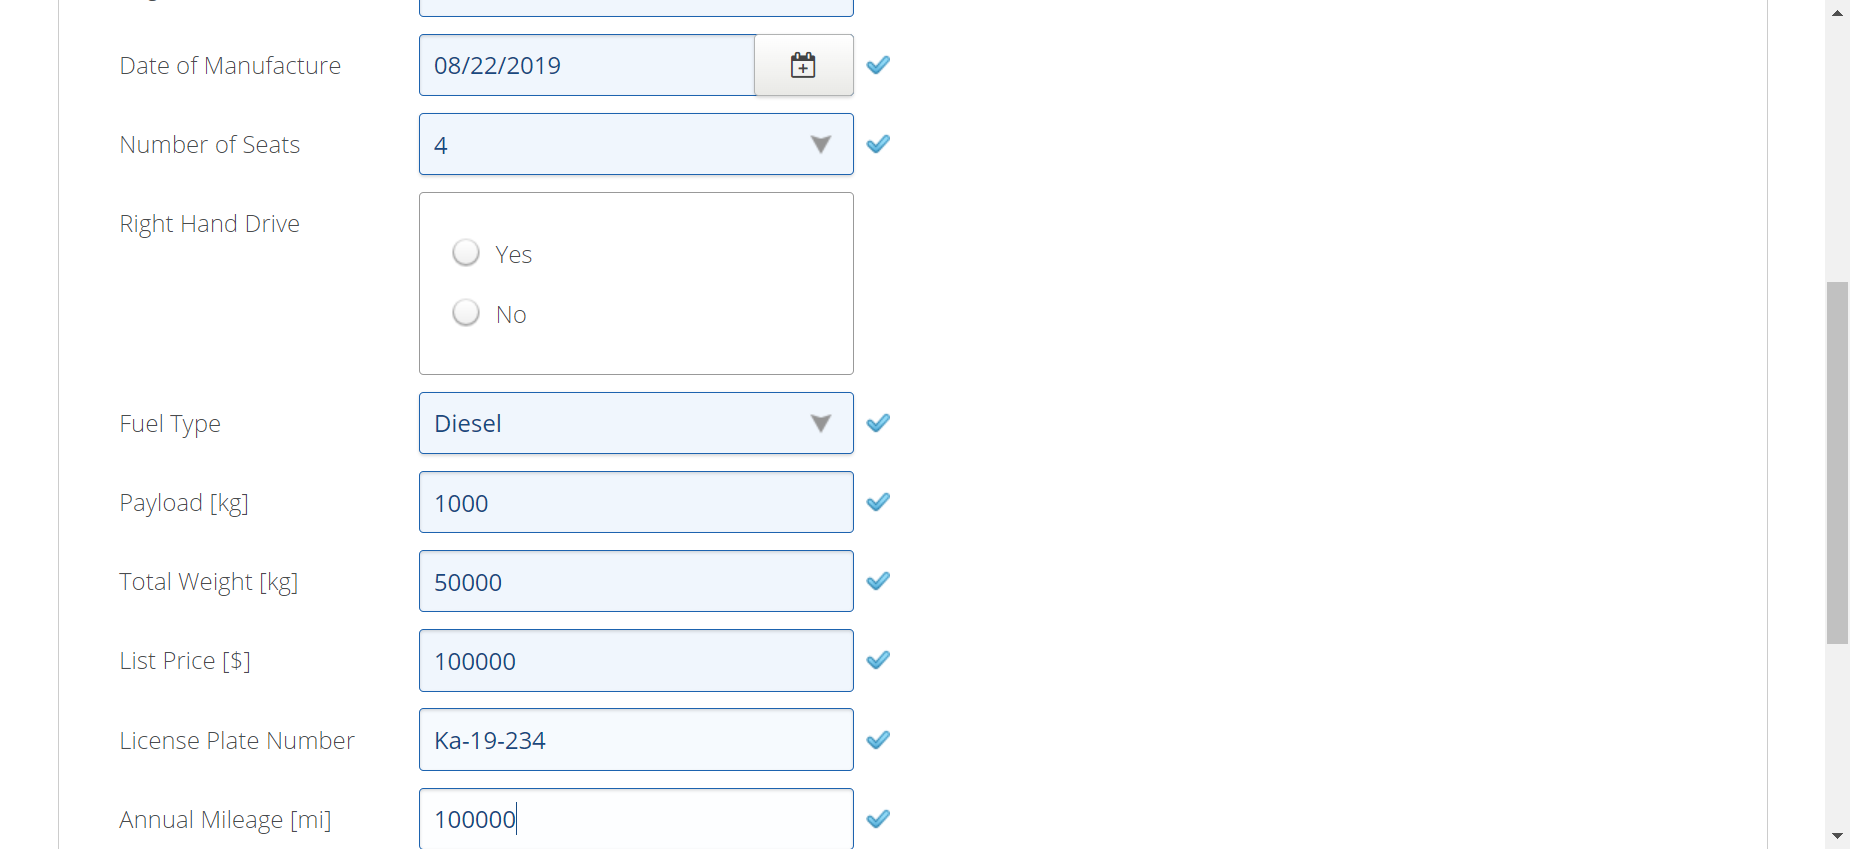 Date of Manufacture 08/22/2019
Number of Seats 4
Right Hand Drive
Yes
No
Fuel Type Diesel
Payload [kg] 1000
Total Weight [kg] 50000
List Price [$] 100000
License Plate Number Ka-19-234
Annual Mileage [mi] 100000